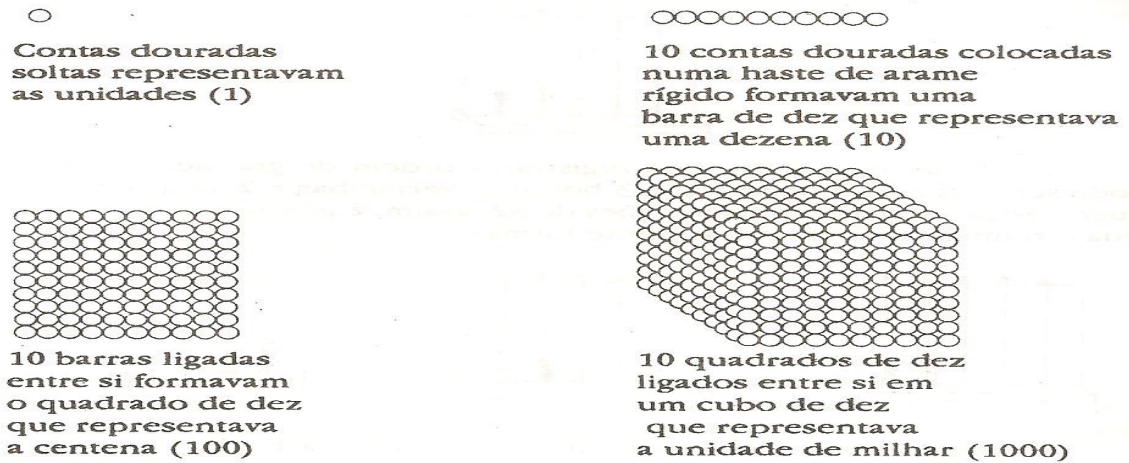 Contas douradas
soltas representavam
as unidades (1)
10 contas douradas colocadas
numa haste de arame
rígido formavam uma
barra de dez que representava
uma dezena (10)
10 barras ligadas
entre si formavam
o quadrado de dez
que representava
a centena (100)
10 quadrados de dez
ligados entre si em
um cubo de dez
que representava
a unidade de milhar (1000)